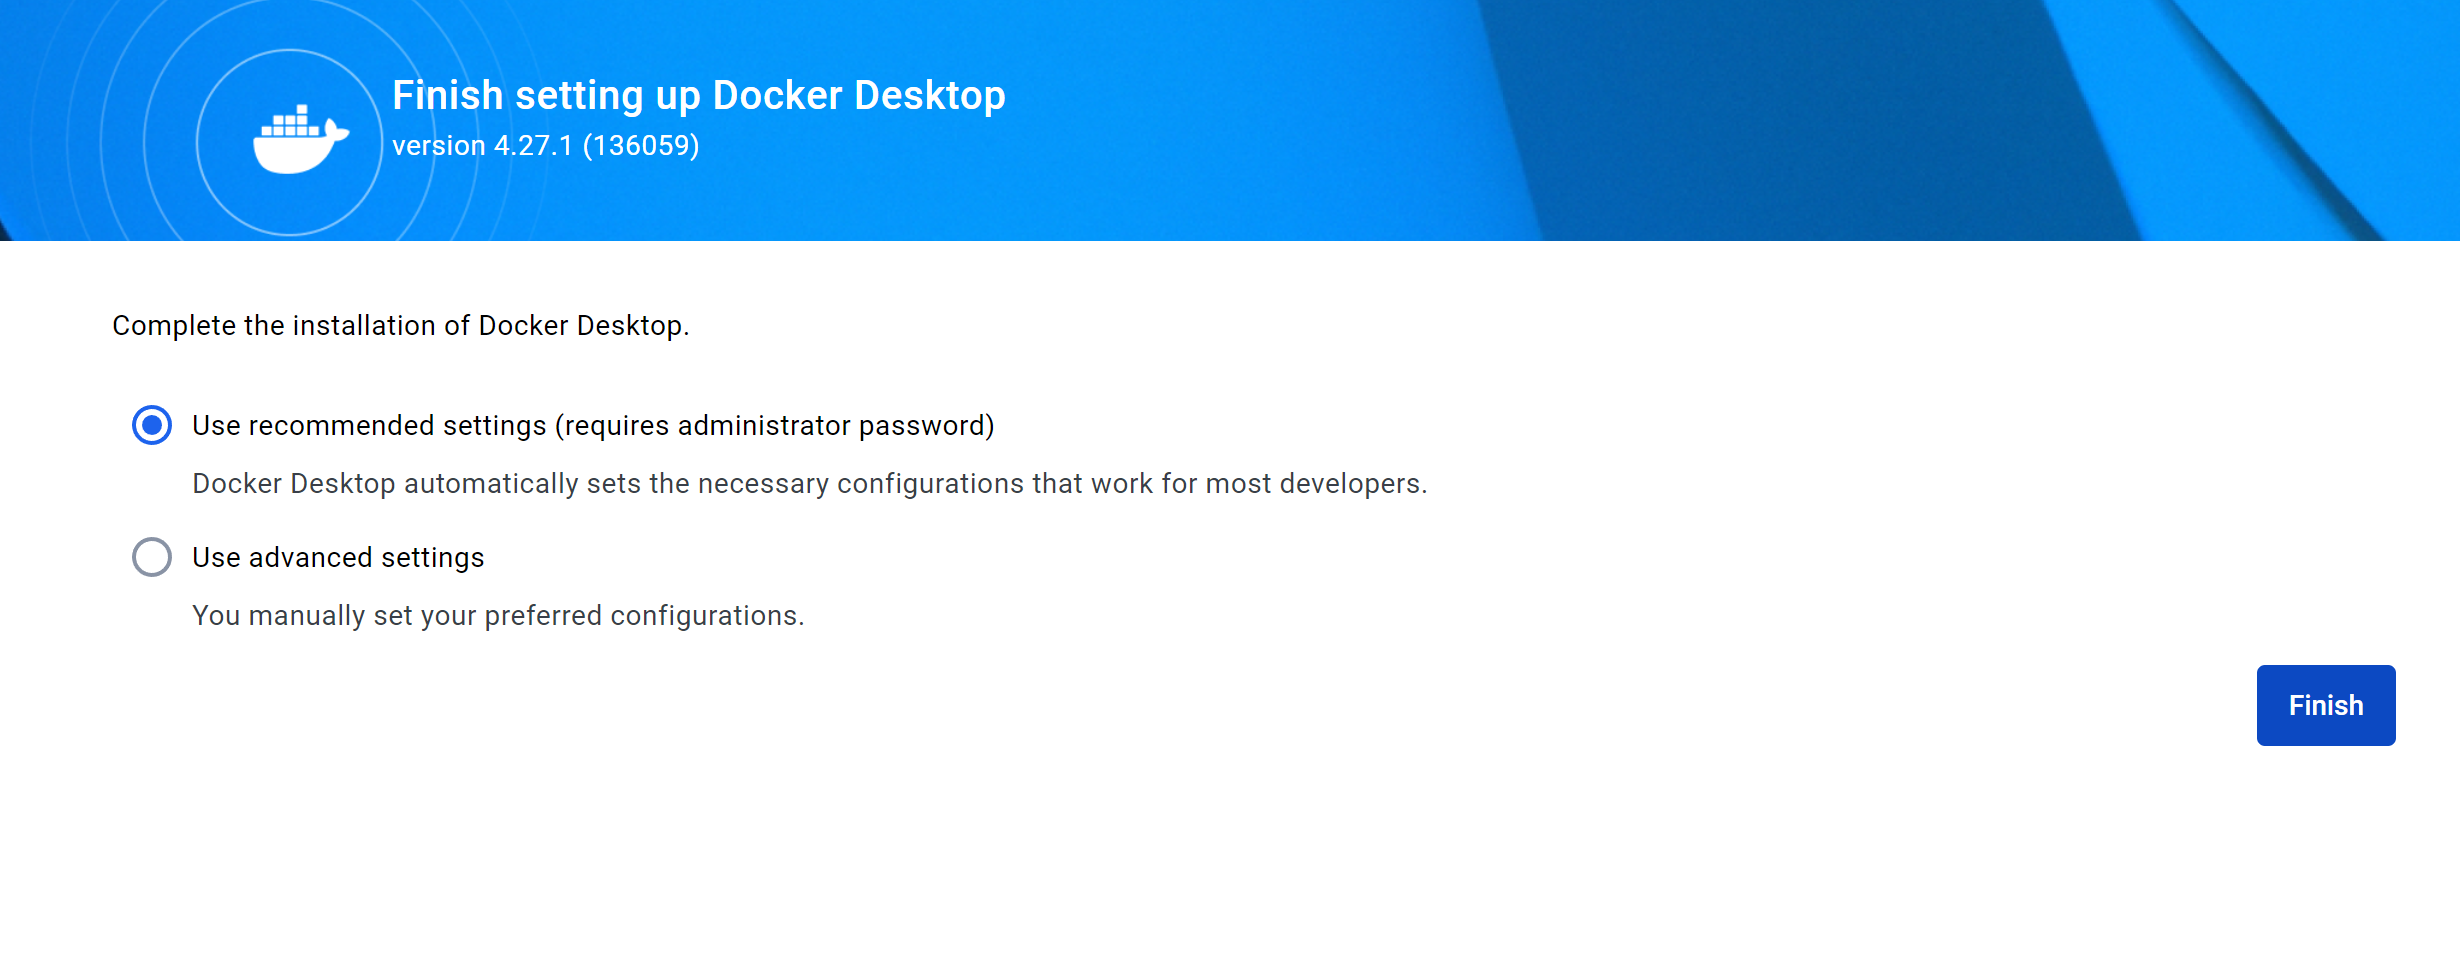 Finish setting up Docker Desktop
version 4.27.1 (136059)
Complete the installation of Docker Desktop.
Use recommended settings (requires administrator password)
Docker Desktop automatically sets the necessary configurations that work for most developers.
Use advanced settings
You manually set your preferred configurations.
Finish